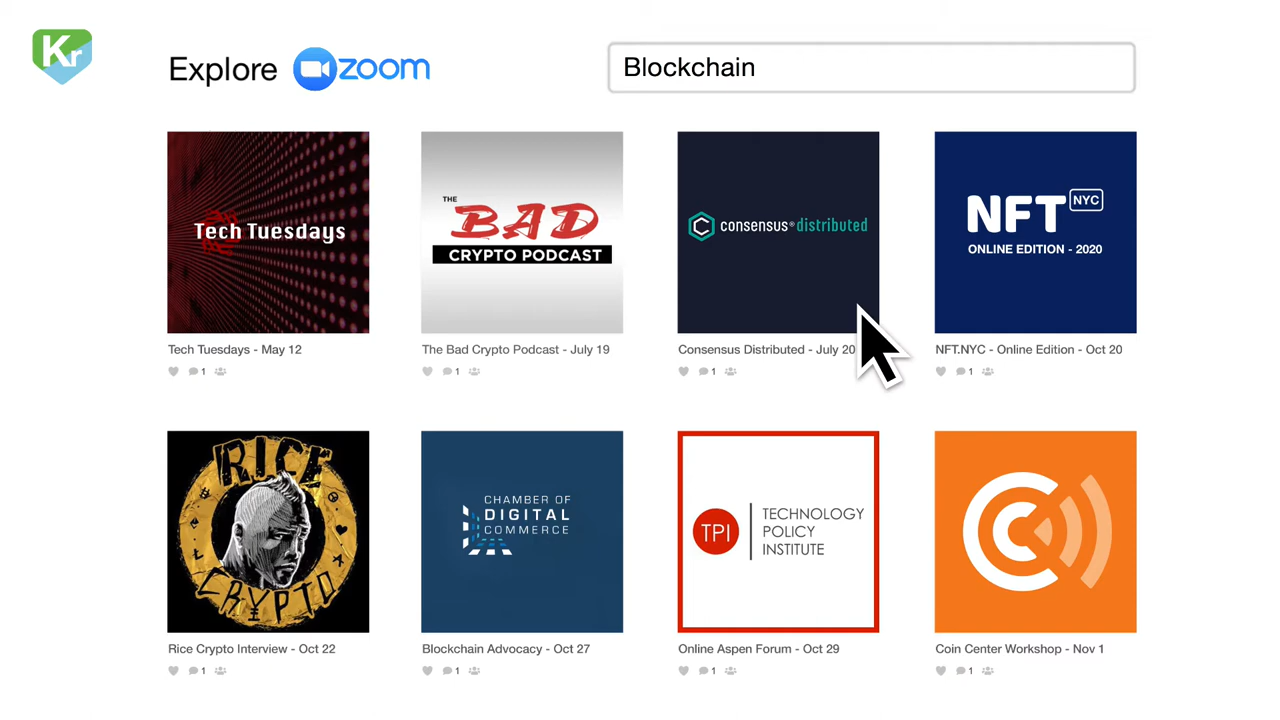 Kr
Explore zoom
Blockchain
Tech Tuesdays
THE
BAD
CRYPTO PODCAST
consensus® distributed
NFT NYC
ONLINE EDITION - 2020
Tech Tuesdays - May 12
The Bad Crypto Podcast - July 19
Consensus Distributed - July 20
NFT.NYC - Online Edition - Oct 20
1
1
1
1
RICE
CRYPTO
CHAMBER OF
DIGITAL
COMMERCE
TPI
TECHNOLOGY
POLICY
INSTITUTE
Rice Crypto Interview - Oct 22
Blockchain Advocacy - Oct 27
Online Aspen Forum - Oct 29
Coin Center Workshop - Nov 1
1
1
1
1